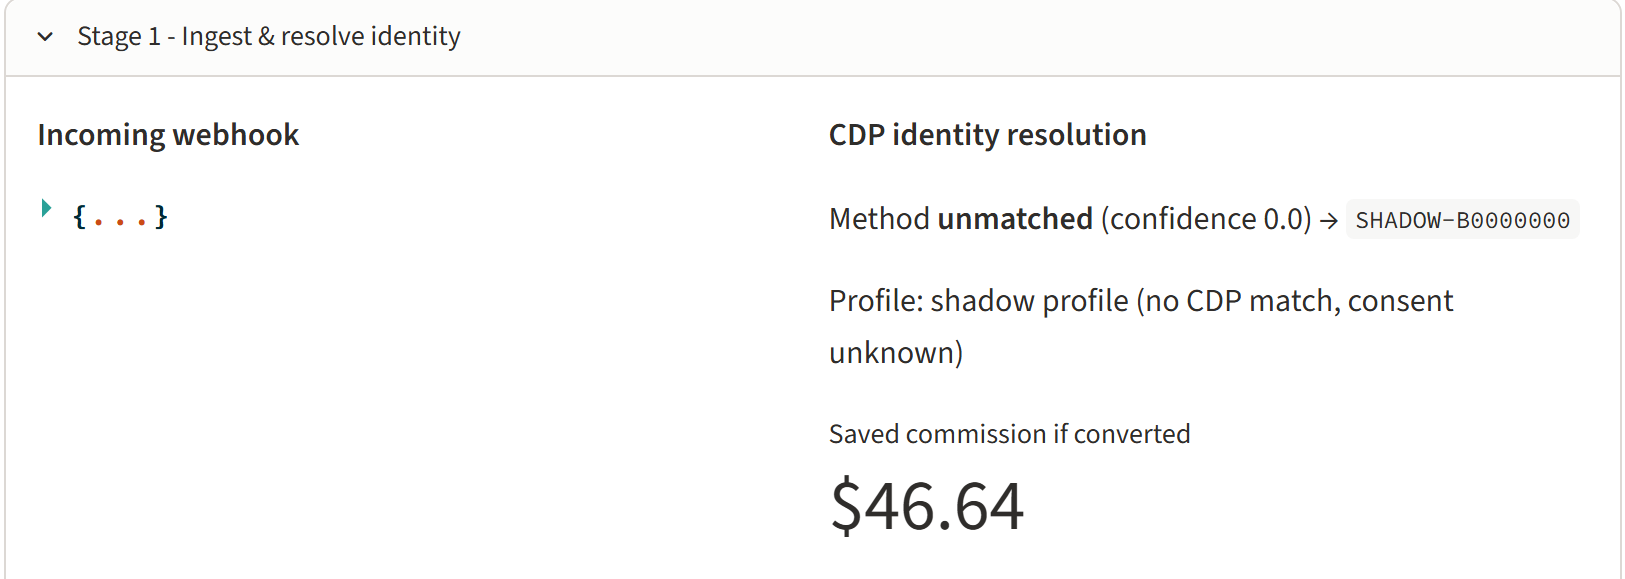 Stage 1 - Ingest & resolve identity
Incoming webhook
{...}
CDP identity resolution
Method unmatched (confidence 0.0) → SHADOW-B0000000
Profile: shadow profile (no CDP match, consent
unknown)
Saved commission if converted
$46.64